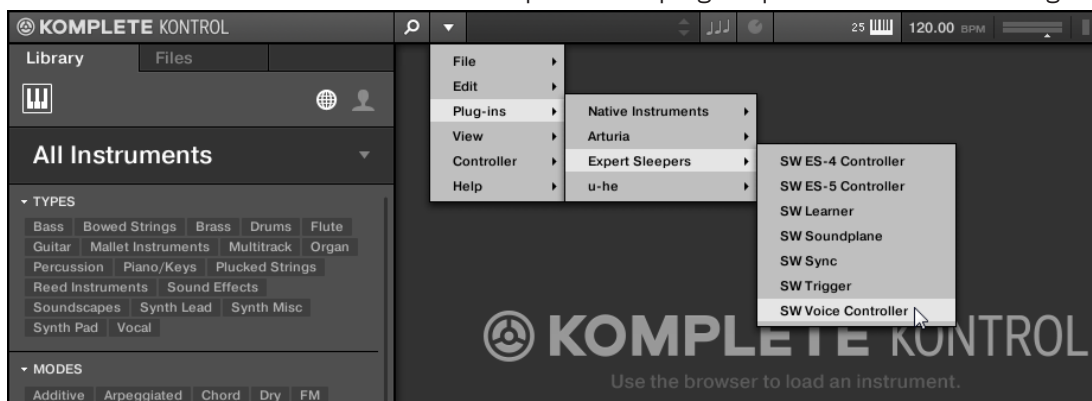 KOMPLETE KONTROL
25
120.00 BPM
Library Files
All Instruments
TYPES
Bass Bowed Strings Brass Drums Flute
Guitar Mallet Instruments Multitrack Organ
Percussion Piano/Keys Plucked Strings
Reed Instruments Sound Effects
Soundscapes Synth Lead Synth Misc
Synth Pad Vocal
MODES
Additive Arpeggiated Chord Dry FM
File
Edit
Plug-ins
View
Controller
Help
Native Instruments
Arturia
Expert Sleepers
u-he
SW ES-4 Controller
SW ES-5 Controller
SW Learner
SW Soundplane
SW Sync
SW Trigger
SW Voice Controller
KOMPLETE KONTROL
Use the browser to load an instrument.